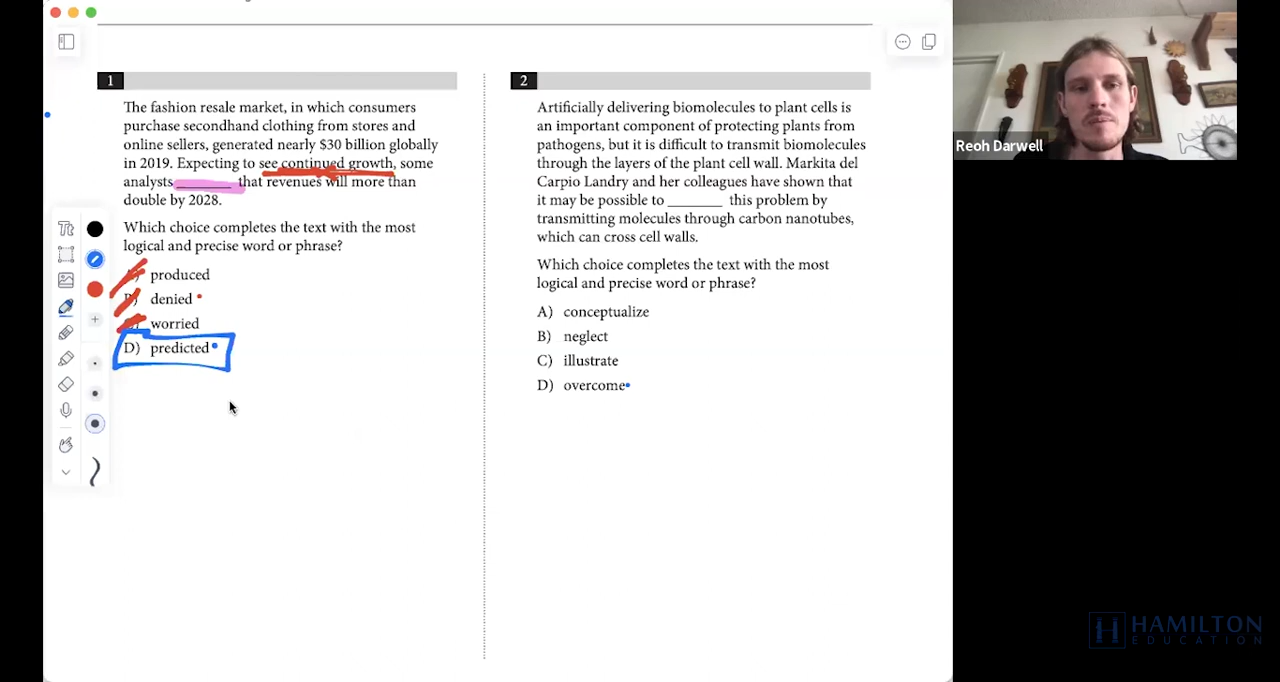 1
The fashion resale market, in which consumers
purchase secondhand clothing from stores and
online sellers, generated nearly $30 billion globally
in 2019. Expecting to see continued growth, some
analysts ________ that revenues will more than
double by 2028.
Which choice completes the text with the most
logical and precise word or phrase?
A) produced
B) denied
C) worried
D) predicted
2
Artificially delivering biomolecules to plant cells is
an important component of protecting plants from
pathogens, but it is difficult to transmit biomolecules
through the layers of the plant cell wall. Markita del
Carpio Landry and her colleagues have shown that
it may be possible to _______ this problem by
transmitting molecules through carbon nanotubes,
which can cross cell walls.
Which choice completes the text with the most
logical and precise word or phrase?
A) conceptualize
B) neglect
C) illustrate
D) overcome
Tt
Reoh Darwell
HAMILTON
EDUCATION